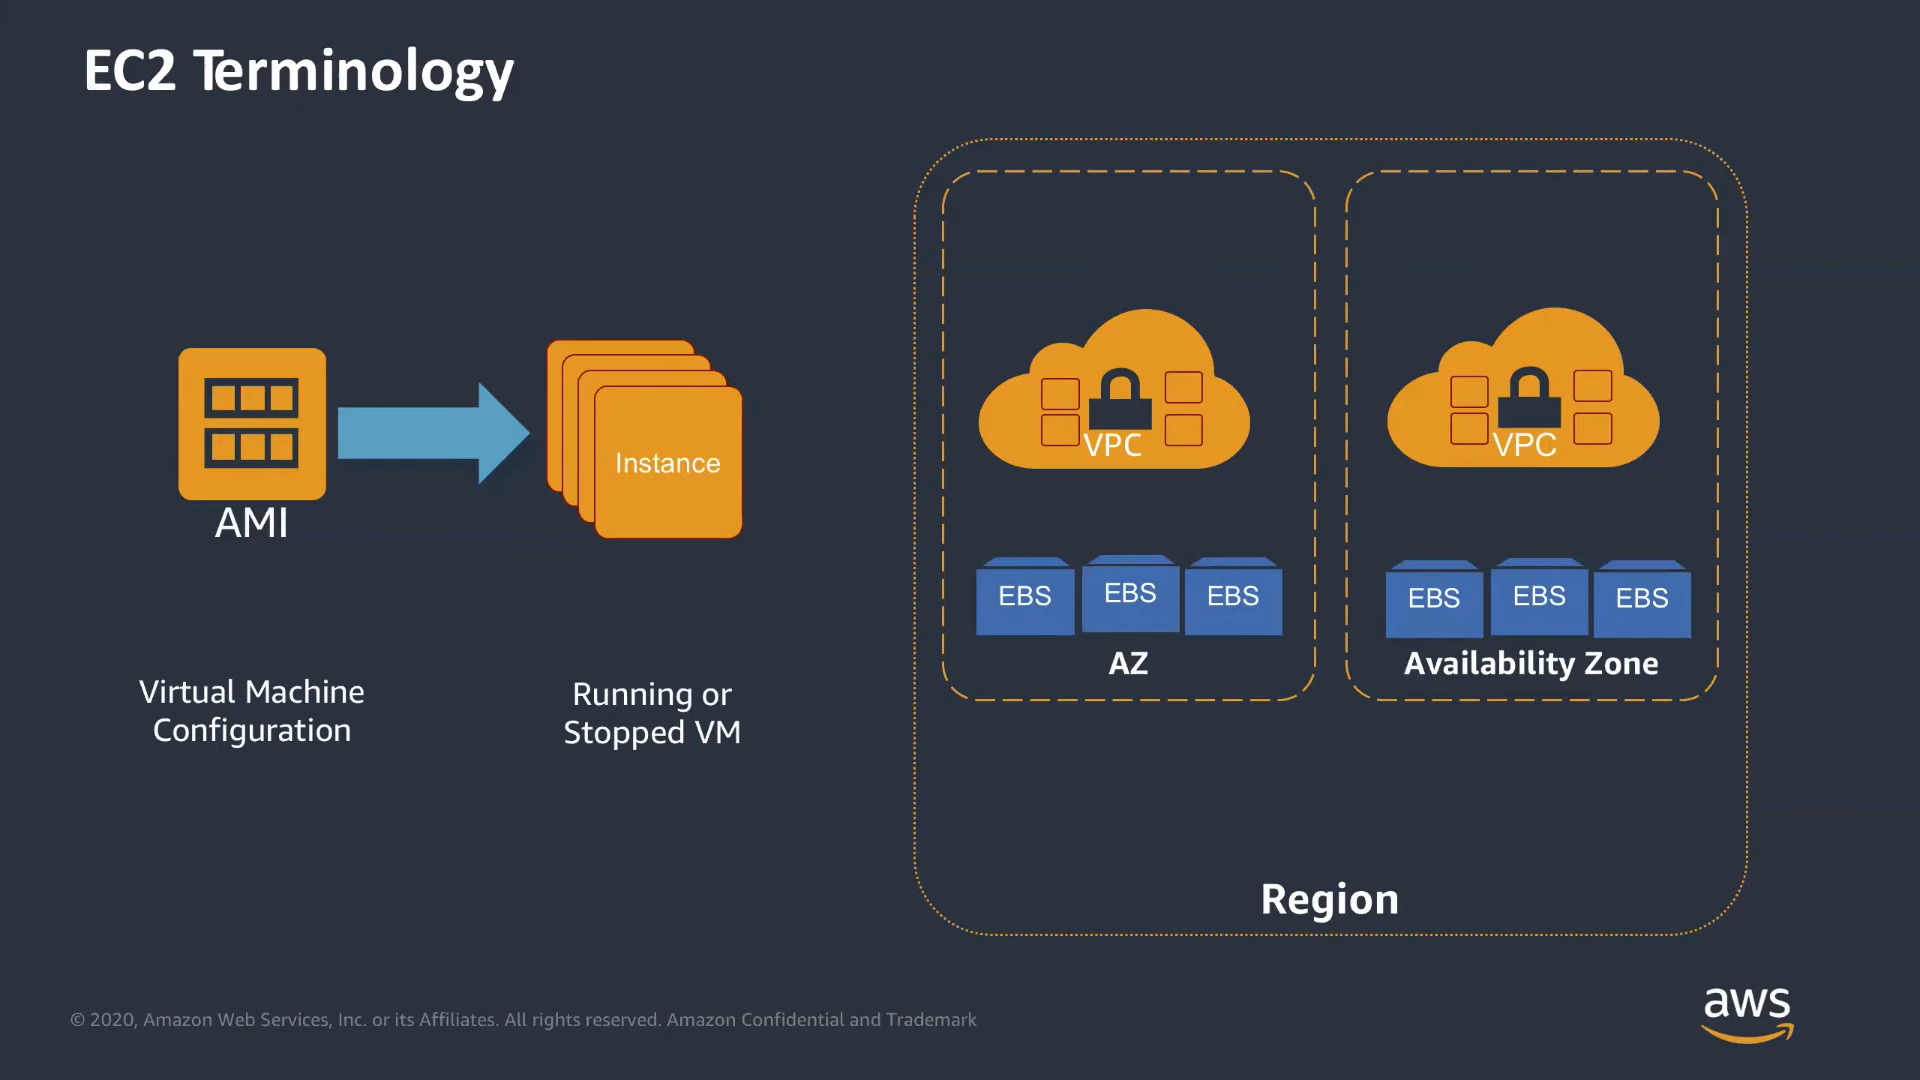 EC2 Terminology
AMI
Virtual Machine
Configuration
Instance
Running or
Stopped VM
VPC
EBS
EBS
EBS
AZ
VPC
EBS
EBS
EBS
Availability Zone
Region
© 2020, Amazon Web Services, Inc. or its Affiliates. All rights reserved. Amazon Confidential and Trademark
aws